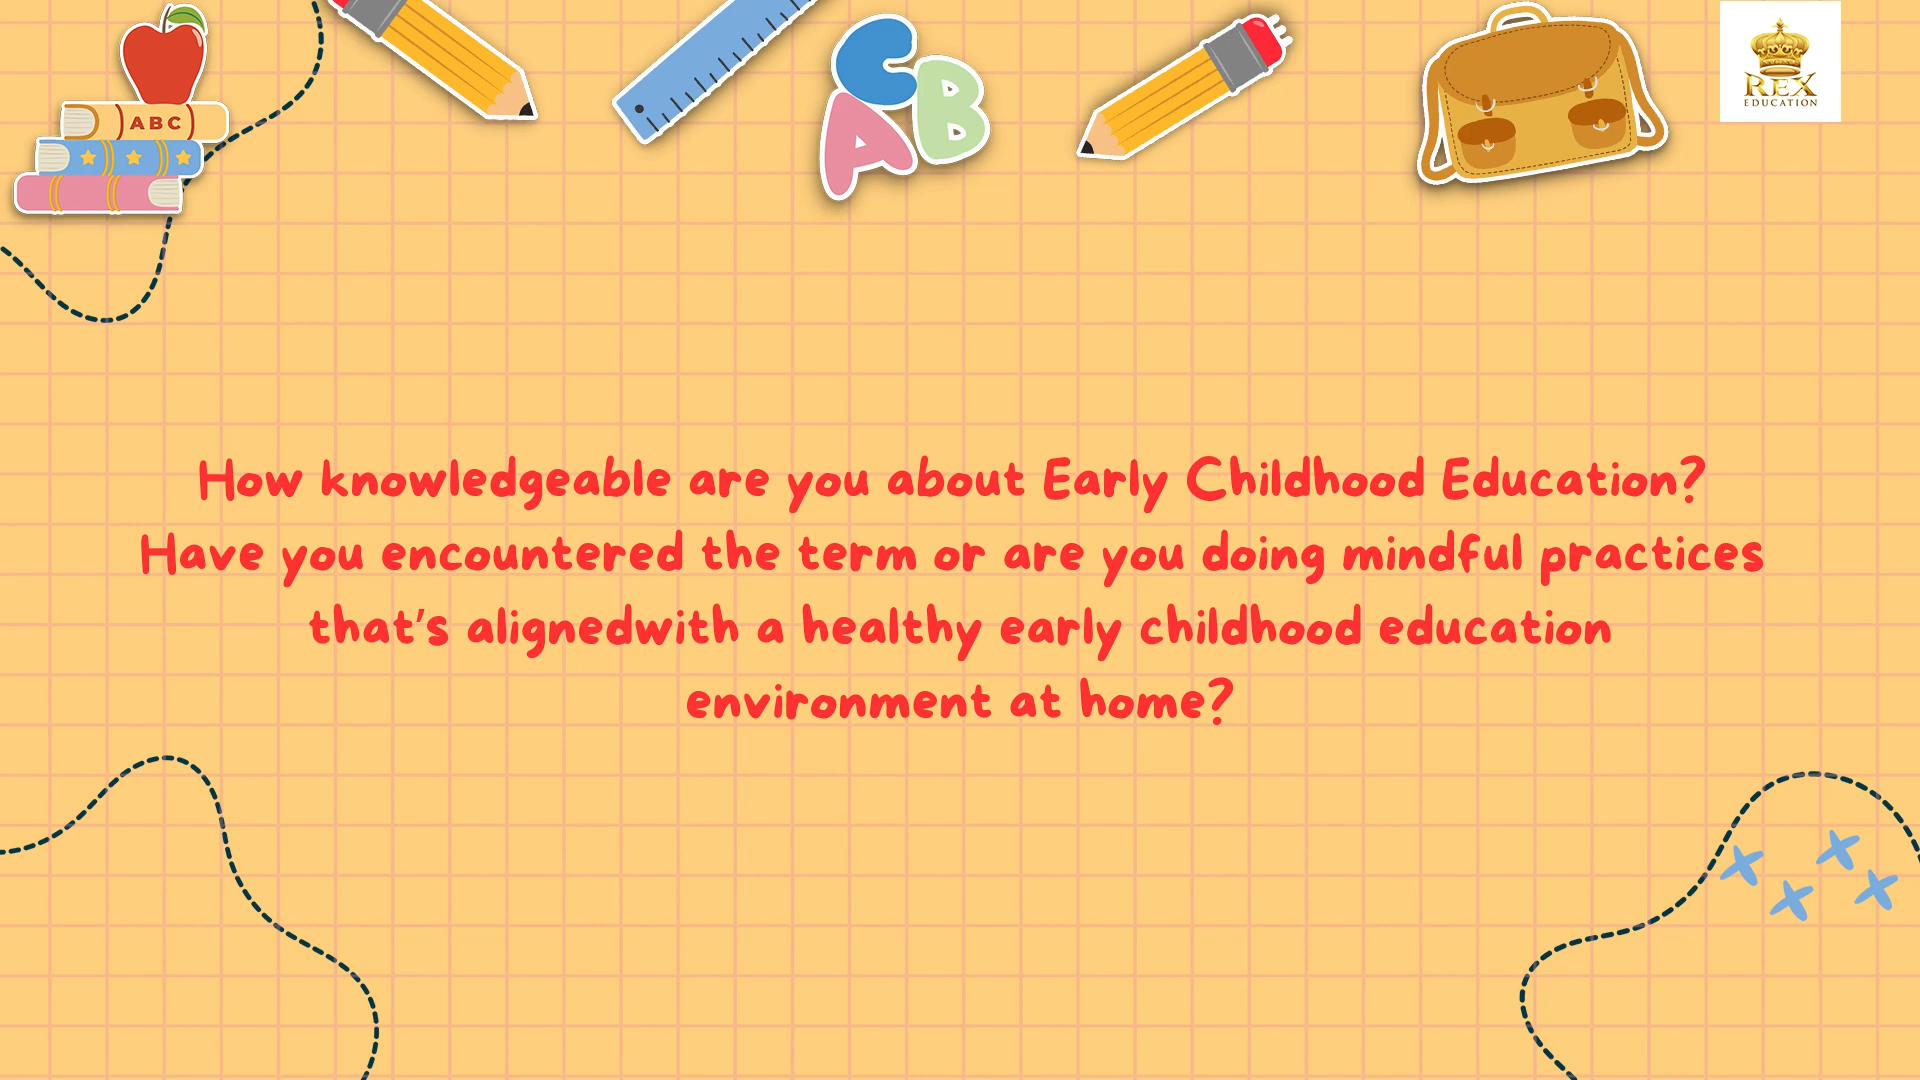 ABC
C
B
A
REX
EDUCATION
How knowledgeable are you about Early Childhood Education?
Have you encountered the term or are you doing mindful practices
that's alignedwith a healthy early childhood education
environment at home?